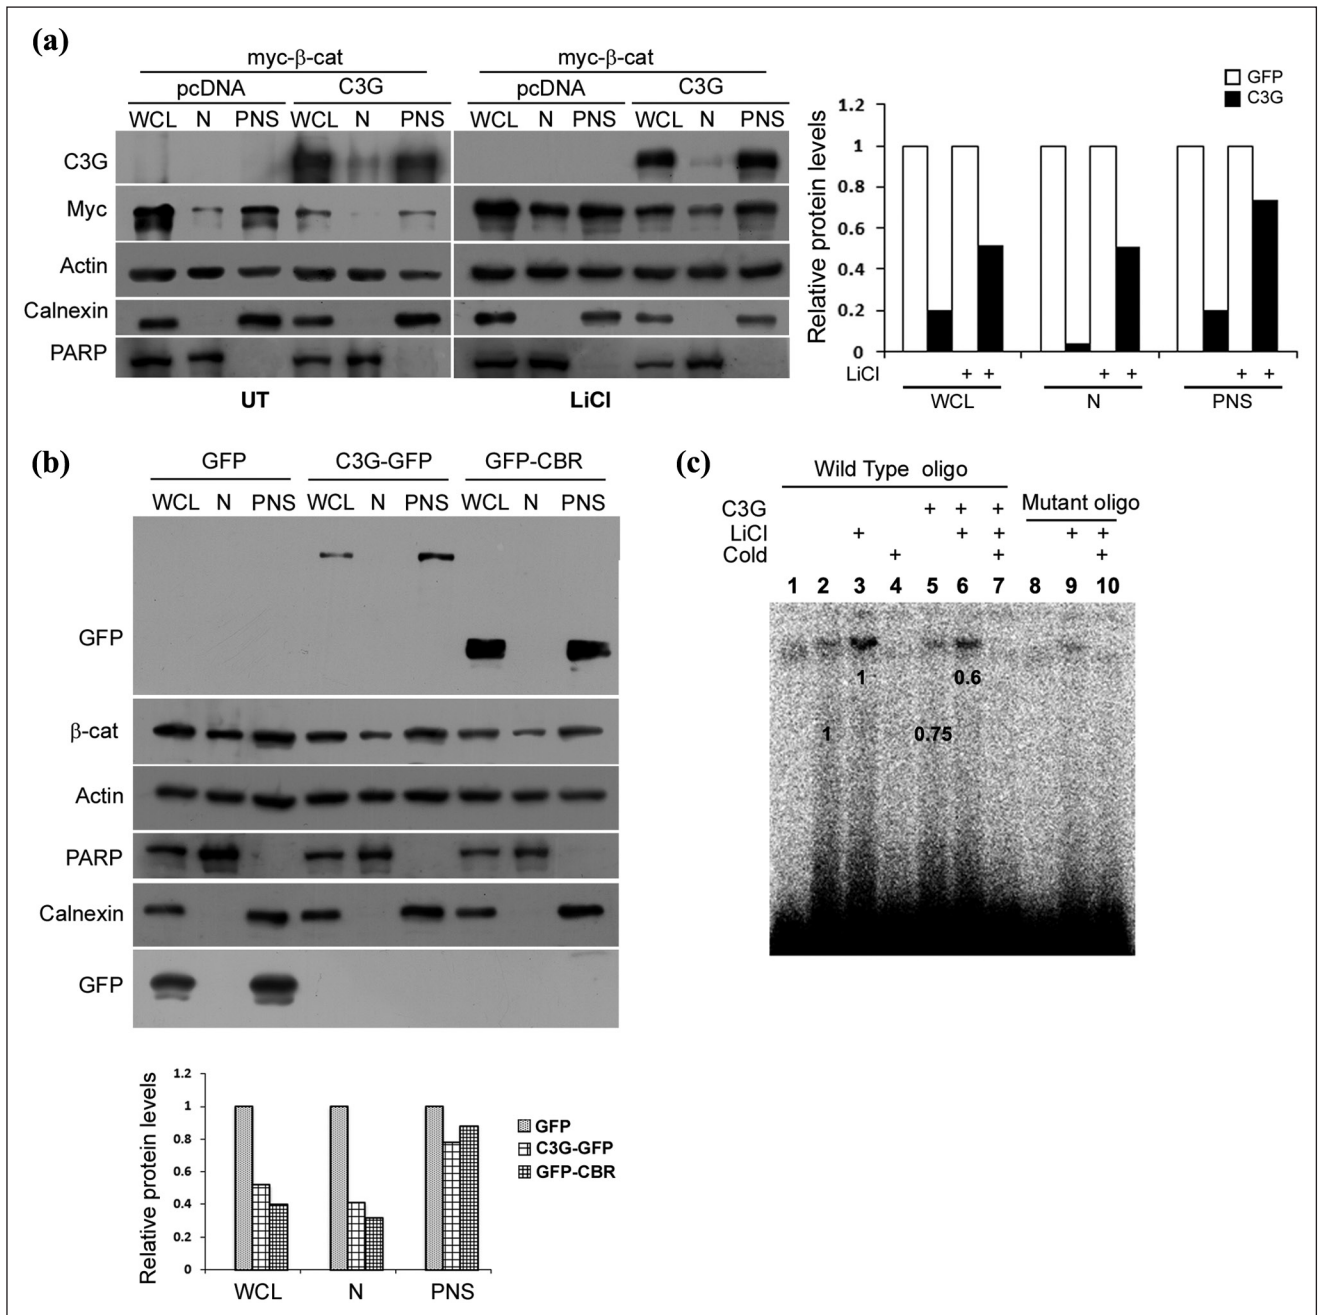 (a)
myc-β-cat
myc-β-cat
pcDNA C3G
pcDNA C3G
WCL N PNS WCL N PNS
WCL N PNS WCL N PNS
C3G
Myc
Actin
Calnexin
PARP
UT
LiCl
GFP
C3G
Relative protein levels
1.2
1
0.8
0.6
0.4
0.2
0
LiCl + + + + + +
WCL N PNS
(b)
GFP C3G-GFP GFP-CBR
WCL N PNS WCL N PNS WCL N PNS
GFP
β-cat
Actin
PARP
Calnexin
GFP
Relative protein levels
1.2
1
0.8
0.6
0.4
0.2
0
WCL N PNS
GFP
C3G-GFP
GFP-CBR
(c)
Wild Type oligo
Mutant oligo
C3G + + +
LiCl + + + + +
Cold + + +
1 2 3 4 5 6 7 8 9 10
1 0.6
1 0.75